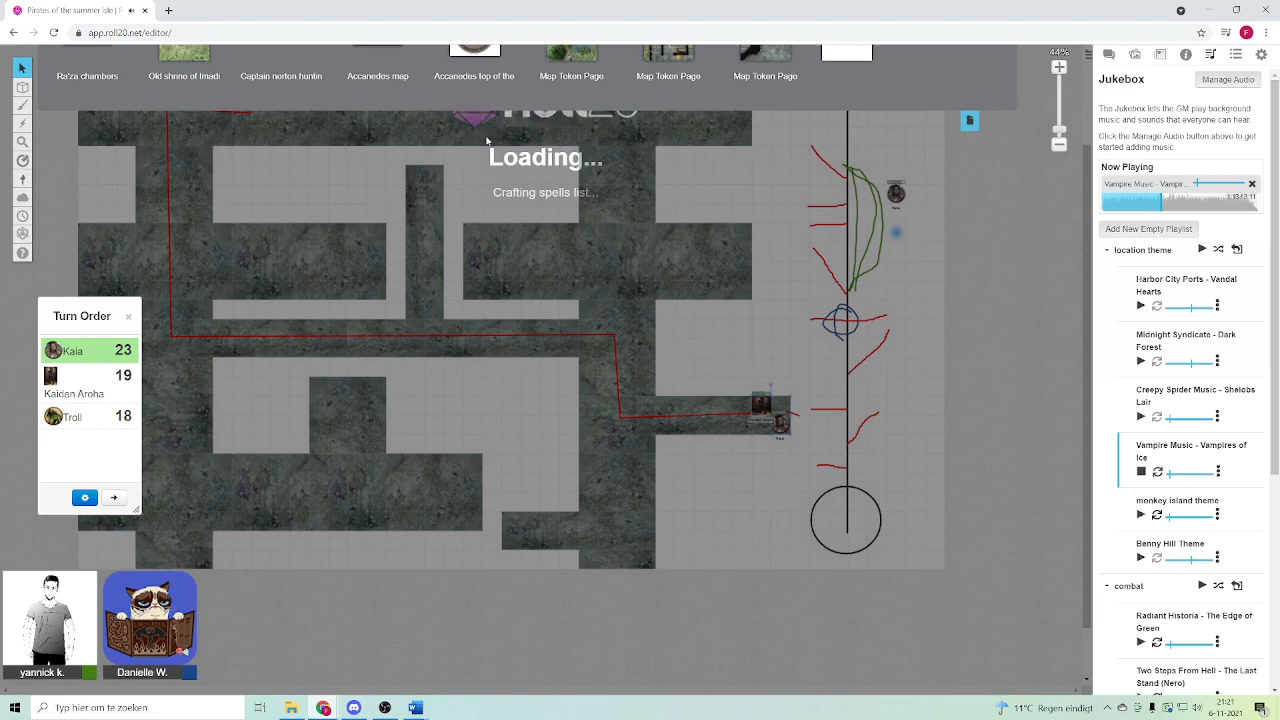 Pirates of the summer isle | R
app.roll20.net/editor/
Ra'za chambers
Old shrine of Imadi
Captain norton huntin
Accanedes map
Accanedes top of the
Map Token Page
Map Token Page
Map Token Page
44%
Jukebox
Manage Audio
The Jukebox lets the GM play background
music and sounds that everyone can hear.
Click the Manage Audio button above to get
started adding music.
Now Playing
Vampire Music - Vampi...
Add New Empty Playlist
location theme
Harbor City Ports - Vandal
Hearts
Midnight Syndicate - Dark
Forest
Creepy Spider Music - Shelobs
Lair
Vampire Music - Vampires of
Ice
monkey island theme
Benny Hill Theme
combat
Radiant Historia - The Edge of
Green
Two Steps From Hell - The Last
Stand (Nero)
Loading...
Crafting spells list...
Turn Order
Kaia 23
19
Kaiden Aroha
Troll 18
yannick k.
Danielle W.
Typ hier om te zoeken
11°C Regen eindigt
21:21
6-11-2021